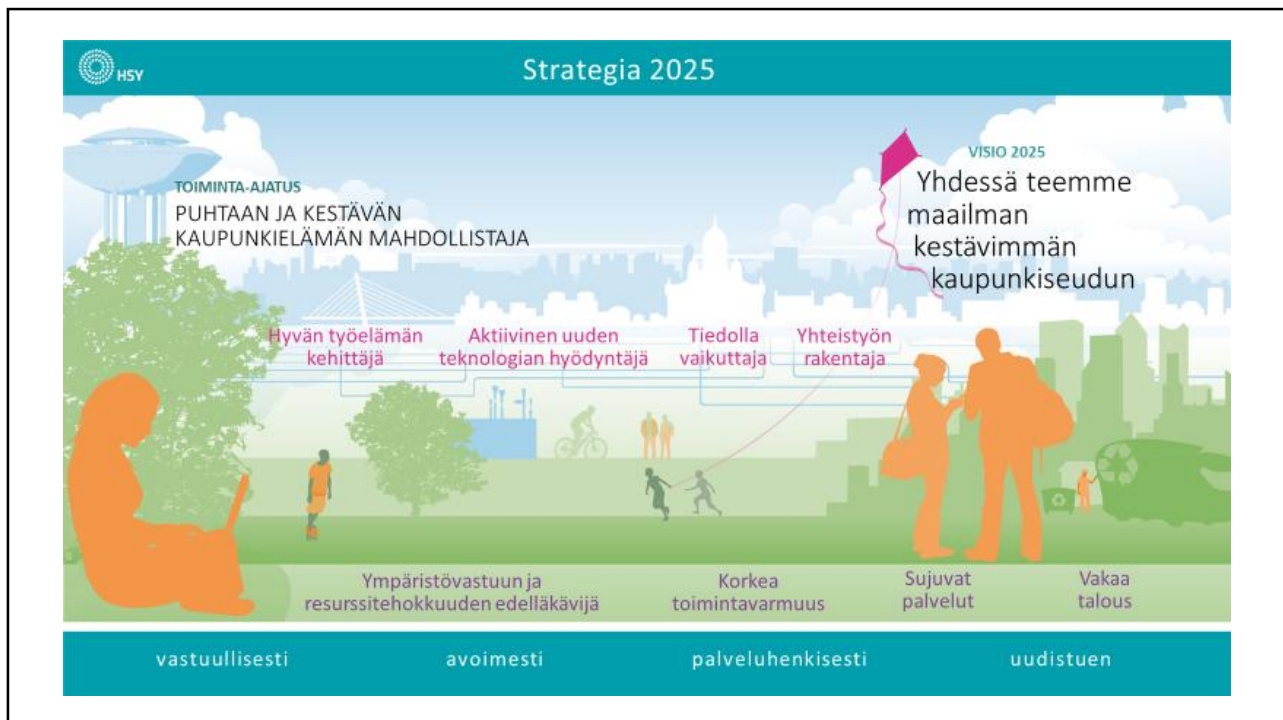 HSY
Strategia 2025
TOIMINTA-AJATUS
PUHTAAN JA KESTÄVÄN
KAUPUNKIELÄMÄN MAHDOLLISTAJA
VISIO 2025
Yhdessä teemme
maailman
kestävimmän
kaupunkiseudun
Hyvän työelämän
kehittäjä
Aktiivinen uuden
teknologian hyödyntäjä
Tiedolla
vaikuttaja
Yhteistyön
rakentaja
Ympäristövastuun ja
resurssitehokkuuden edelläkävijä
Korkea
toimintavarmuus
Sujuvat
palvelut
Vakaa
talous
vastuullisesti
avoimesti
palveluhenkisesti
uudistuen